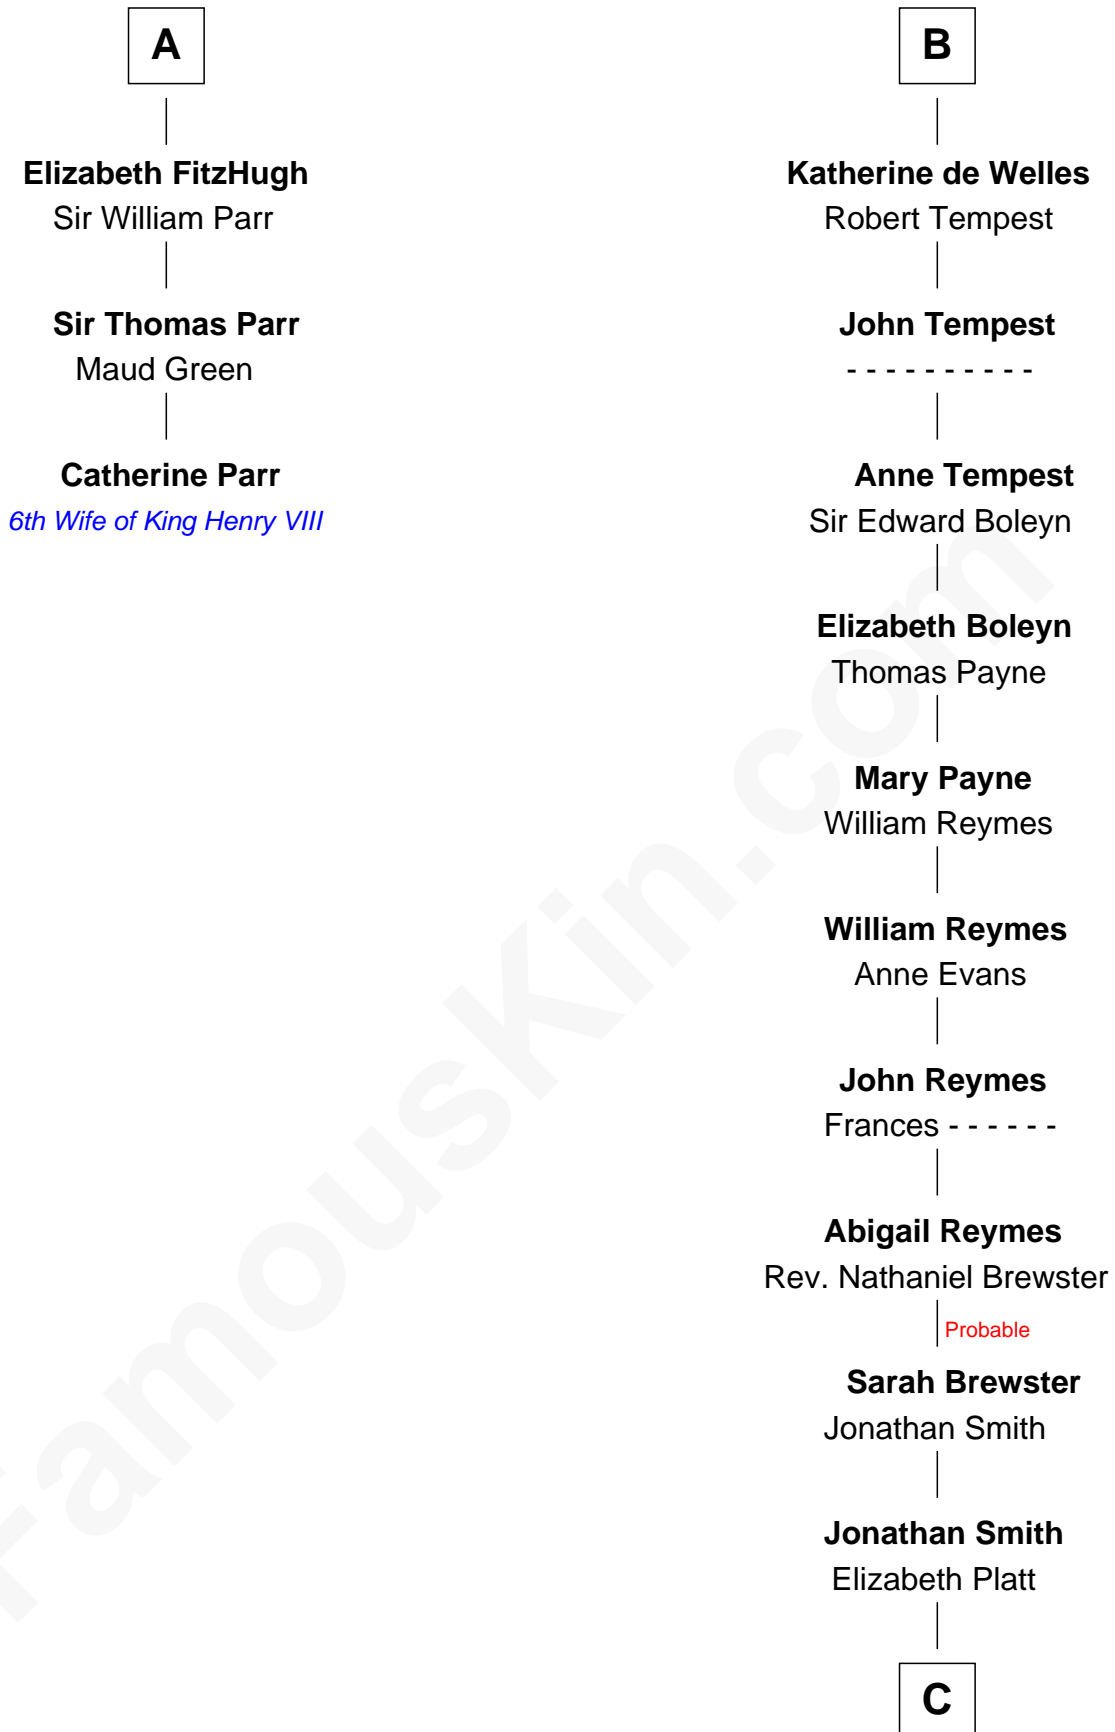 A
Elizabeth FitzHugh
Sir William Parr
Sir Thomas Parr
Maud Green
Catherine Parr
6th Wife of King Henry VIII
B
Katherine de Welles
Robert Tempest
John Tempest
- - - - - - - - - -
Anne Tempest
Sir Edward Boleyn
Elizabeth Boleyn
Thomas Payne
Mary Payne
William Reymes
William Reymes
Anne Evans
John Reymes
Frances - - - - - -
Abigail Reymes
Rev. Nathaniel Brewster
Probable
Sarah Brewster
Jonathan Smith
Jonathan Smith
Elizabeth Platt
C
FamousKin.com